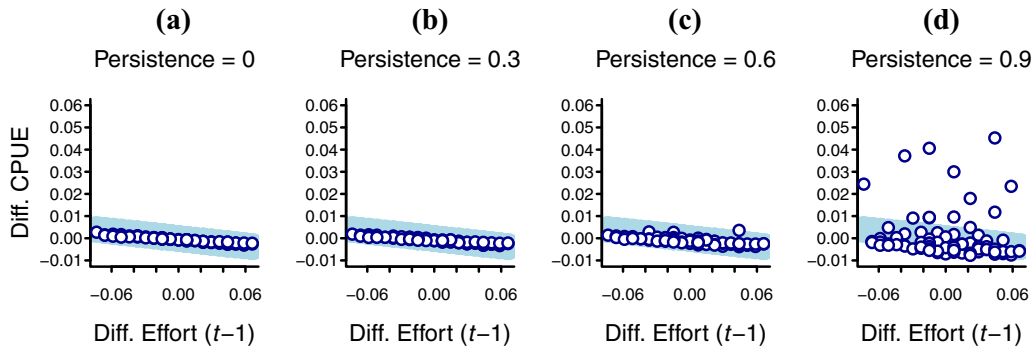 (a) (b) (c) (d)
Persistence = 0 Persistence = 0.3 Persistence = 0.6 Persistence = 0.9
Diff. CPUE
0.06 0.06 0.06 0.06
0.05 0.05 0.05 0.05
0.04 0.04 0.04 0.04
0.03 0.03 0.03 0.03
0.02 0.02 0.02 0.02
0.01 0.01 0.01 0.01
0.00 0.00 0.00 0.00
−0.01 −0.01 −0.01 −0.01
−0.06 0.00 0.06 −0.06 0.00 0.06 −0.06 0.00 0.06 −0.06 0.00 0.06
Diff. Effort (t−1) Diff. Effort (t−1) Diff. Effort (t−1) Diff. Effort (t−1)